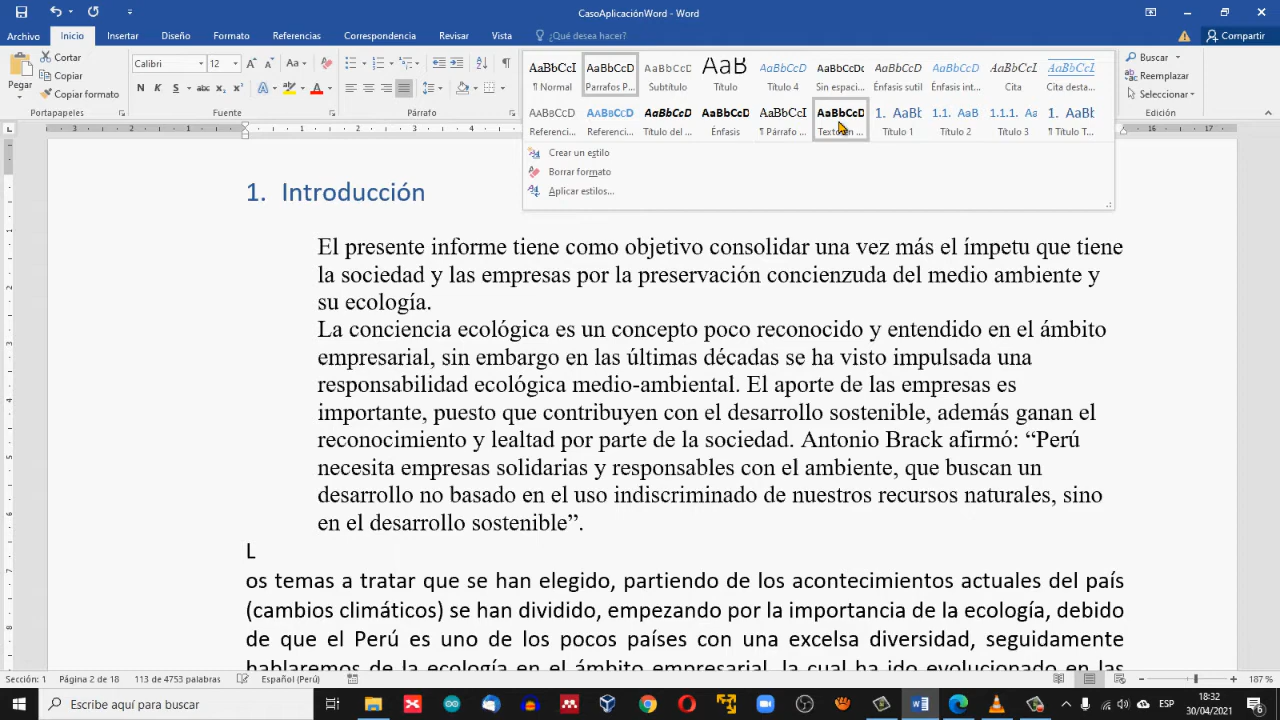 CasoAplicaciónWord - Word
Archivo Inicio Insertar Diseño Formato Referencias Correspondencia Revisar Vista ¿Qué desea hacer? Compartir
Pegar
Cortar
Copiar
Copiar formato
Portapapeles
Calibri 12
Fuente
Párrafo
AaBbCcI AaBbCcD AaBbCcD AaB AaBbCcD AaBbCcDc AaBbCcD AaBbCcD AaBbCcD AaBbCcD
¶ Normal Parrafos P... Subtítulo Título Título 4 Sin espaci... Énfasis sutil Énfasis int... Cita Cita desta...
AaBbCcD AaBbCcD AaBbCcD AaBbCcD AaBbCcI AaBbCcD 1. AaBb 1.1. AaB 1.1.1. Aa 1. AaBb
Referenci... Referenci... Título del ... Énfasis ¶ Párrafo ... Texto en ... Título 1 Título 2 Título 3 ¶ Título T...
Crear un estilo
Borrar formato
Aplicar estilos...
Buscar
Reemplazar
Seleccionar
Edición
1. Introducción
El presente informe tiene como objetivo consolidar una vez más el ímpetu que tiene
la sociedad y las empresas por la preservación concienzuda del medio ambiente y
su ecología.
La conciencia ecológica es un concepto poco reconocido y entendido en el ámbito
empresarial, sin embargo en las últimas décadas se ha visto impulsada una
responsabilidad ecológica medio-ambiental. El aporte de las empresas es
importante, puesto que contribuyen con el desarrollo sostenible, además ganan el
reconocimiento y lealtad por parte de la sociedad. Antonio Brack afirmó: “Perú
necesita empresas solidarias y responsables con el ambiente, que buscan un
desarrollo no basado en el uso indiscriminado de nuestros recursos naturales, sino
en el desarrollo sostenible”.
L
os temas a tratar que se han elegido, partiendo de los acontecimientos actuales del país
(cambios climáticos) se han dividido, empezando por la importancia de la ecología, debido
de que el Perú es uno de los pocos países con una excelsa diversidad, seguidamente
hablaremos de la ecología en el ámbito empresarial, la cual ha ido evolucionado en las
Sección: 1 Página 2 de 18 113 de 4753 palabras Español (Perú) 187 %
Escribe aquí para buscar
ESP
18:32
30/04/2021